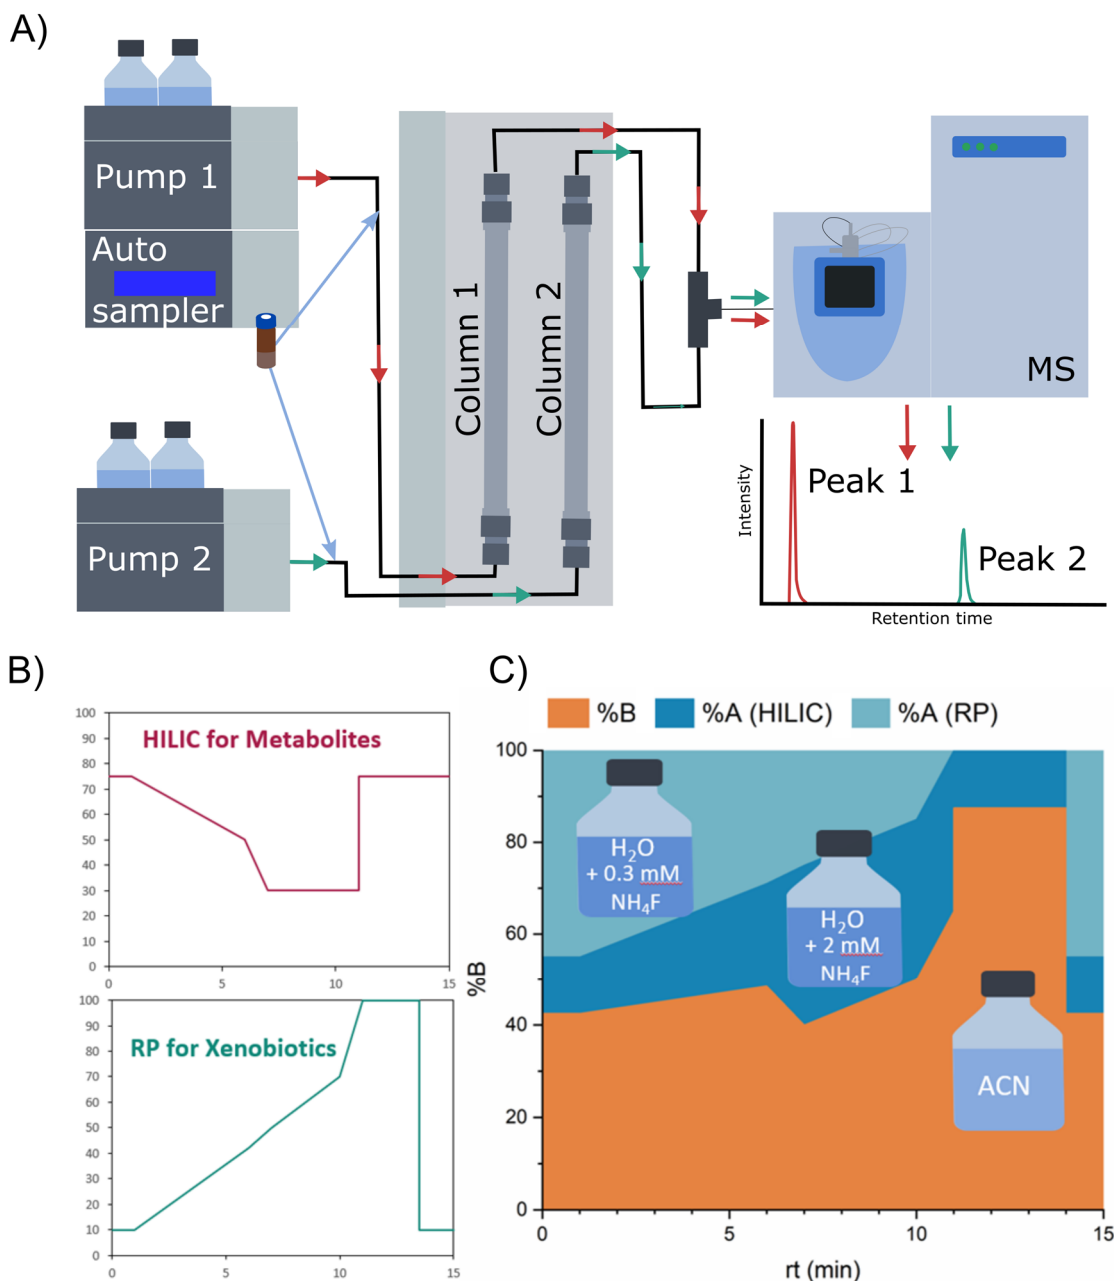 A)
Pump 1
Auto
sampler
Pump 2
Column 1
Column 2
MS
Intensity
Peak 1
Peak 2
Retention time
B)
HILIC for Metabolites
100
90
80
70
60
50
40
30
20
10
0
0
5
10
15
RP for Xenobiotics
100
90
80
70
60
50
40
30
20
10
0
0
5
10
15
C)
%B
%A (HILIC)
%A (RP)
%B
100
80
60
40
20
0
H₂O
+ 0.3 mM
NH₄F
H₂O
+ 2 mM
NH₄F
ACN
0
5
10
15
rt (min)